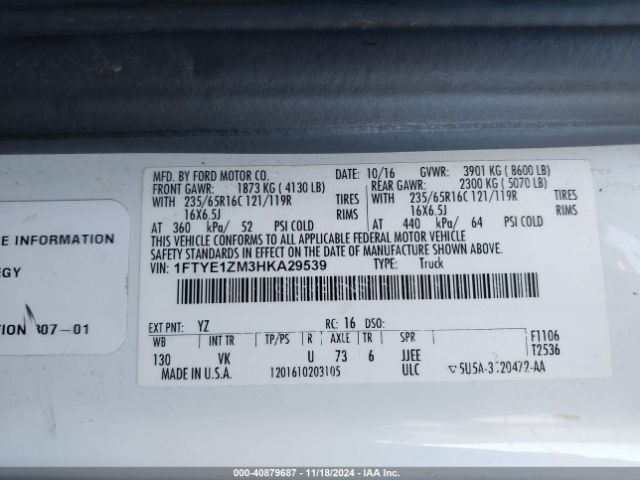 MFD. BY FORD MOTOR CO. DATE: 10/16 GVWR: 3901 KG ( 8600 LB)
FRONT GAWR: 1873 KG ( 4130 LB) REAR GAWR: 2300 KG ( 5070 LB)
WITH 235/65R16C 121/119R TIRES WITH 235/65R16C 121/119R TIRES
16X6.5J RIMS 16X6.5J RIMS
AT 360 kPa/ 52 PSI COLD AT 440 kPa/ 64 PSI COLD
THIS VEHICLE CONFORMS TO ALL APPLICABLE FEDERAL MOTOR VEHICLE
SAFETY STANDARDS IN EFFECT ON THE DATE OF MANUFACTURE SHOWN ABOVE.
VIN: 1FTYE1ZM3HKA29539 TYPE: Truck
EXT PNT: YZ RC: 16 DSO:
WB INT TR TP/PS R AXLE TR SPR F1106
130 VK U 73 6 JJEE T2536
MADE IN U.S.A. 1201610203105 ULC
INFORMATION
07-01
000-40879687 - 11/18/2024 - IAAI.com